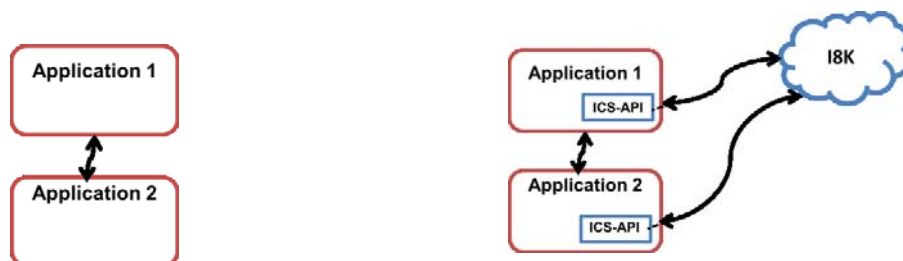 Application 1
Application 2
Application 1
ICS-API
I8K
Application 2
ICS-API